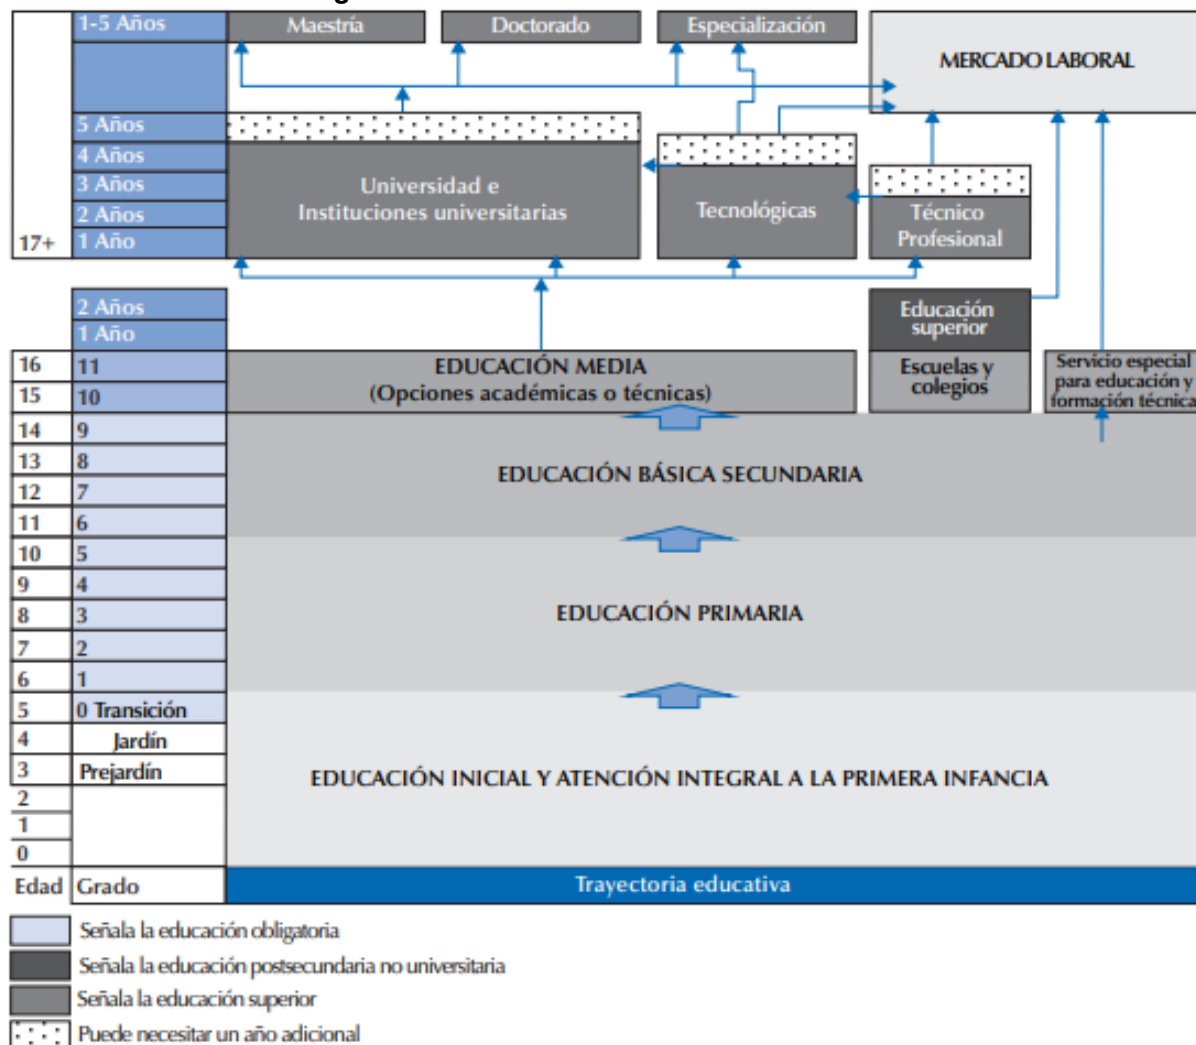 1-5 Años
Maestría
Doctorado
Especialización
MERCADO LABORAL
5 Años
4 Años
3 Años
2 Años
1 Año
17+
Universidad e
Instituciones universitarias
Tecnológicas
Técnico
Profesional
2 Años
1 Año
Educación
superior
16
11
15
10
EDUCACIÓN MEDIA
(Opciones académicas o técnicas)
Escuelas y
colegios
Servicio especial
para educación y
formación técnica
14
9
13
8
12
7
11
6
EDUCACIÓN BÁSICA SECUNDARIA
10
5
9
4
8
3
7
2
6
1
EDUCACIÓN PRIMARIA
5
0 Transición
4
Jardín
3
Prejardín
2
1
0
EDUCACIÓN INICIAL Y ATENCIÓN INTEGRAL A LA PRIMERA INFANCIA
Edad
Grado
Trayectoria educativa
Señala la educación obligatoria
Señala la educación postsecundaria no universitaria
Señala la educación superior
Puede necesitar un año adicional